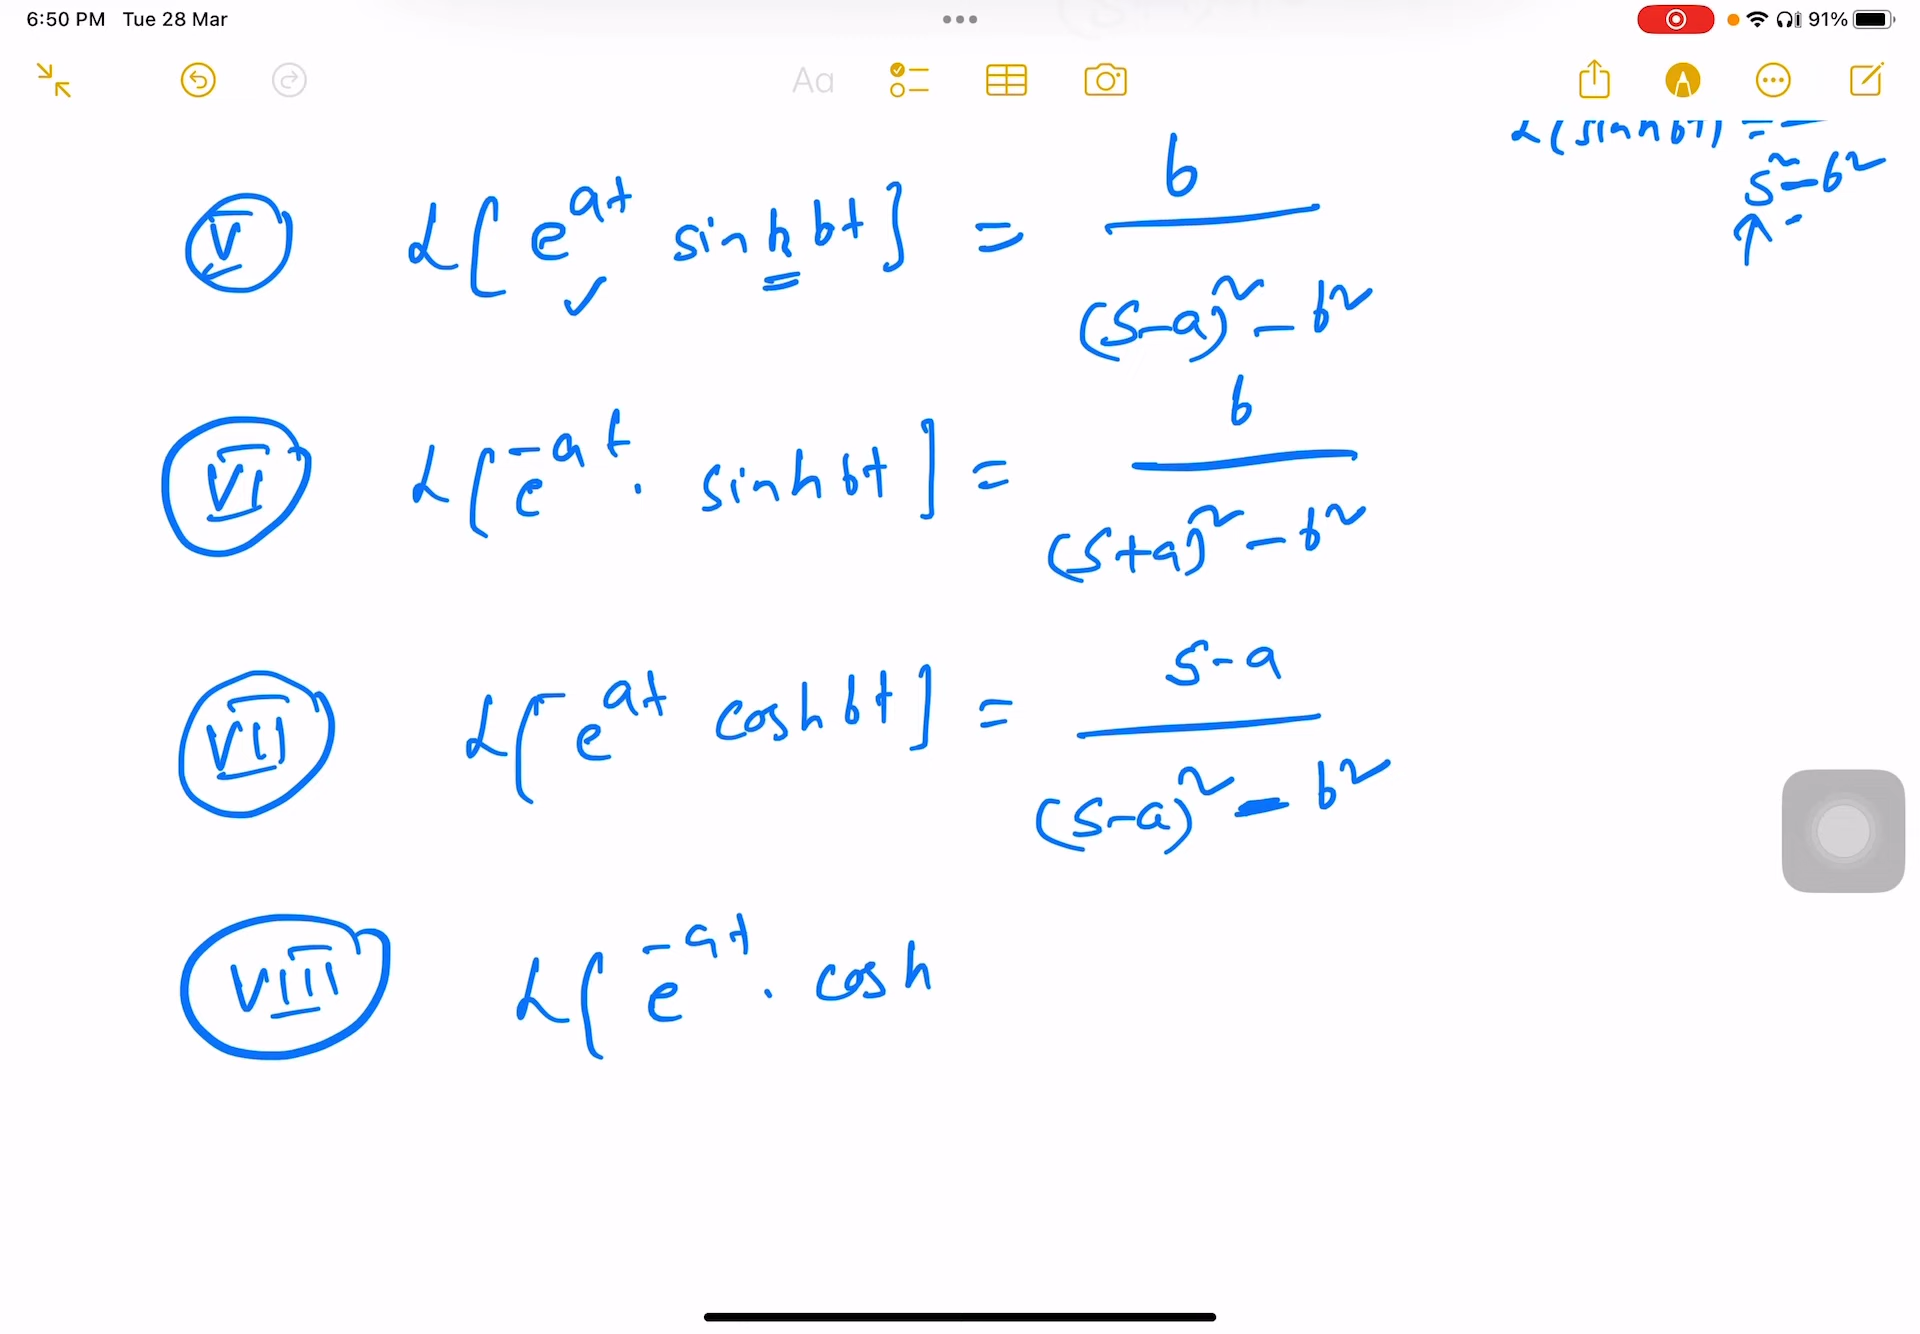 6:50 PM Tue 28 Mar
91%
Aa
L(sinh bt) =
s² - b²
V L[e^{at} sinh bt] = b / ((s-a)² - b²)
VI L[e^{-at} . sinh bt] = b / ((s+a)² - b²)
VII L[e^{at} cosh bt] = s-a / ((s-a)² - b²)
VIII L[e^{-at} . cosh